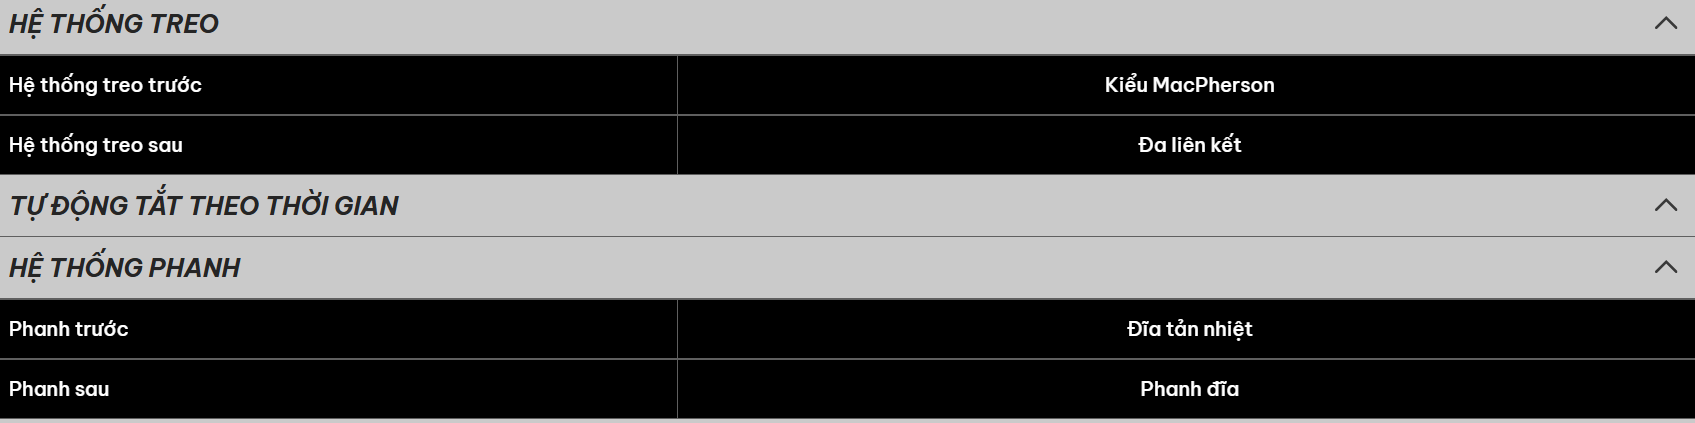 HỆ THỐNG TREO
Hệ thống treo trước Kiểu MacPherson
Hệ thống treo sau Đa liên kết
TỰ ĐỘNG TẮT THEO THỜI GIAN
HỆ THỐNG PHANH
Phanh trước Đĩa tản nhiệt
Phanh sau Phanh đĩa